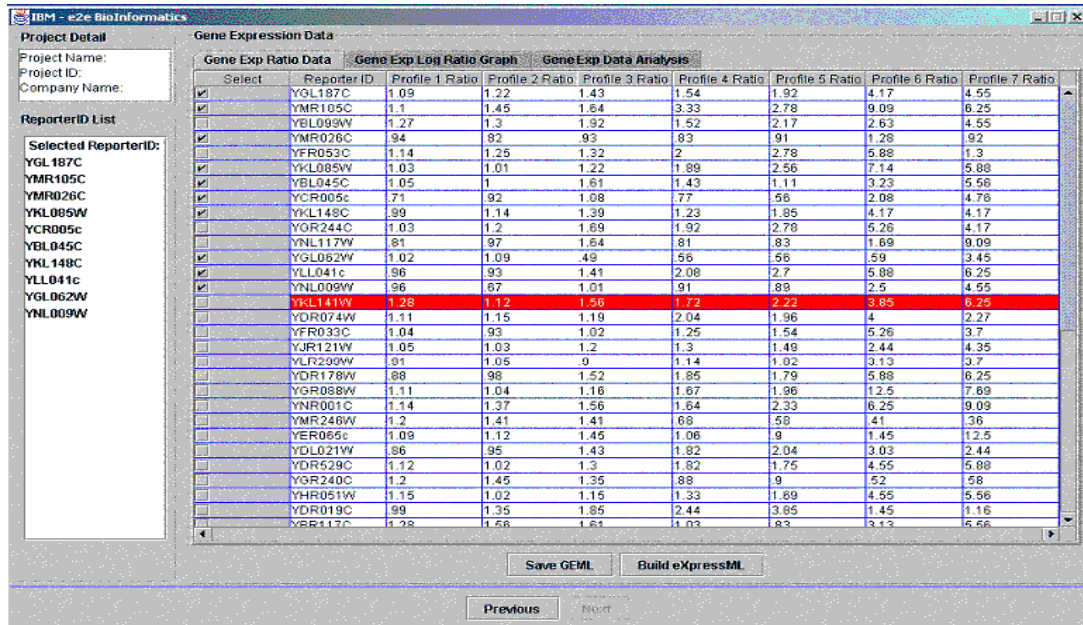 IBM - e2e BioInformatics
Project Detail
Project Name:
Project ID:
Company Name:
ReporterID List
Selected ReporterID:
YGL187C
YMR105C
YMR026C
YKL085W
YCR005c
YBL045C
YKL148C
YLL041c
YGL062W
YNL009W
Gene Expression Data
Gene Exp Ratio Data Gene Exp Log Ratio Graph Gene Exp Data Analysis
Select Reporter ID Profile 1 Ratio Profile 2 Ratio Profile 3 Ratio Profile 4 Ratio Profile 5 Ratio Profile 6 Ratio Profile 7 Ratio
YGL187C 1.09 1.22 1.43 1.54 1.92 4.17 4.55
YMR105C 1.1 1.45 1.64 3.33 2.78 9.09 6.25
YBL099W 1.27 1.3 1.92 1.52 2.17 2.63 4.55
YMR026C .94 .82 .93 .83 .91 1.28 .92
YFR053C 1.14 1.25 1.32 2 2.78 5.88 1.3
YKL085W 1.03 1.01 1.22 1.89 2.56 7.14 5.88
YBL045C 1.05 1 1.61 1.43 1.11 3.23 5.56
YCR005c .71 .92 1.08 .77 .56 2.08 4.76
YKL148C .99 1.14 1.39 1.23 1.85 4.17 4.17
YGR244C 1.03 1.2 1.69 1.92 2.78 5.26 4.17
YNL117W .81 .97 1.64 .81 .83 1.69 9.09
YGL062W 1.02 1.09 .49 .56 .56 .59 3.45
YLL041c .96 .93 1.41 2.08 2.7 5.88 6.25
YNL009W .96 .67 1.01 .91 .89 2.5 4.55
YKL141W 1.28 1.12 1.56 1.72 2.22 3.85 6.25
YDR074W 1.11 1.15 1.19 2.04 1.96 4 2.27
YFR033C 1.04 .93 1.02 1.25 1.54 5.26 3.7
YJR121W 1.05 1.03 1.2 1.3 1.49 2.44 4.35
YLR299W .91 1.05 .9 1.14 1.02 3.13 3.7
YDR178W .88 .98 1.52 1.85 1.79 5.88 6.25
YGR088W 1.11 1.04 1.16 1.67 1.96 12.5 7.69
YNR001C 1.14 1.37 1.56 1.64 2.33 6.25 9.09
YMR246W 1.2 1.41 1.41 .68 .58 .41 .36
YER065c 1.09 1.12 1.45 1.06 .9 1.45 12.5
YDL021W .86 .95 1.43 1.82 2.04 3.03 2.44
YDR529C 1.12 1.02 1.3 1.82 1.75 4.55 5.88
YGR240C 1.2 1.45 1.35 .88 .9 .52 .58
YHR051W 1.15 1.02 1.15 1.33 1.69 4.55 5.56
YDR019C .99 1.35 1.85 2.44 3.85 1.45 1.16
YBR117C 1.28 1.56 1.61 1.03 .83 3.13 5.56
Save GEML Build eXpressML
Previous Next